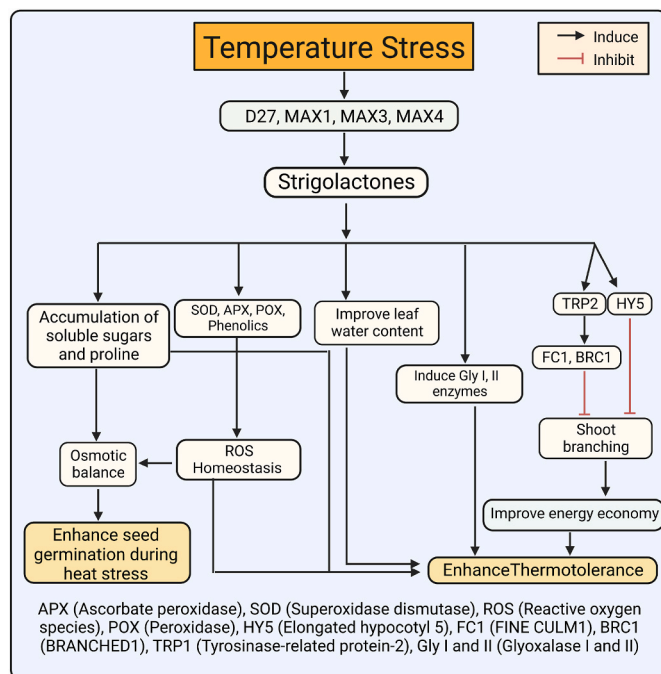 Temperature Stress
Induce
Inhibit
D27, MAX1, MAX3, MAX4
Strigolactones
Accumulation of
soluble sugars
and proline
SOD, APX, POX,
Phenolics
Improve leaf
water content
Induce Gly I, II
enzymes
TRP2
HY5
FC1, BRC1
Shoot
branching
Osmotic
balance
ROS
Homeostasis
Improve energy economy
Enhance seed
germination during
heat stress
EnhanceThermotolerance
APX (Ascorbate peroxidase), SOD (Superoxidase dismutase), ROS (Reactive oxygen
species), POX (Peroxidase), HY5 (Elongated hypocotyl 5), FC1 (FINE CULM1), BRC1
(BRANCHED1), TRP1 (Tyrosinase-related protein-2), Gly I and II (Glyoxalase I and II)